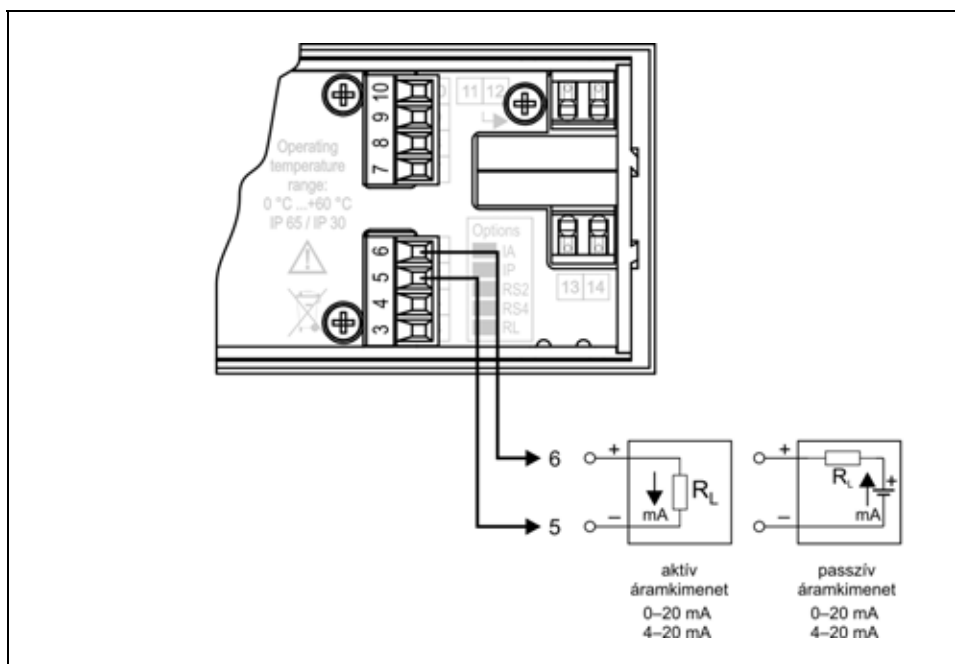 10
9
8
7
11 12
Operating
temperature
range:
0 °C ...+60 °C
IP 65 / IP 30
6
5
4
3
Options
IA
IP
RS2
RS4
RL
13 14
6
5
+
–
mA
RL
+
–
RL
mA
+
aktív
áramkimenet
0–20 mA
4–20 mA
passzív
áramkimenet
0–20 mA
4–20 mA